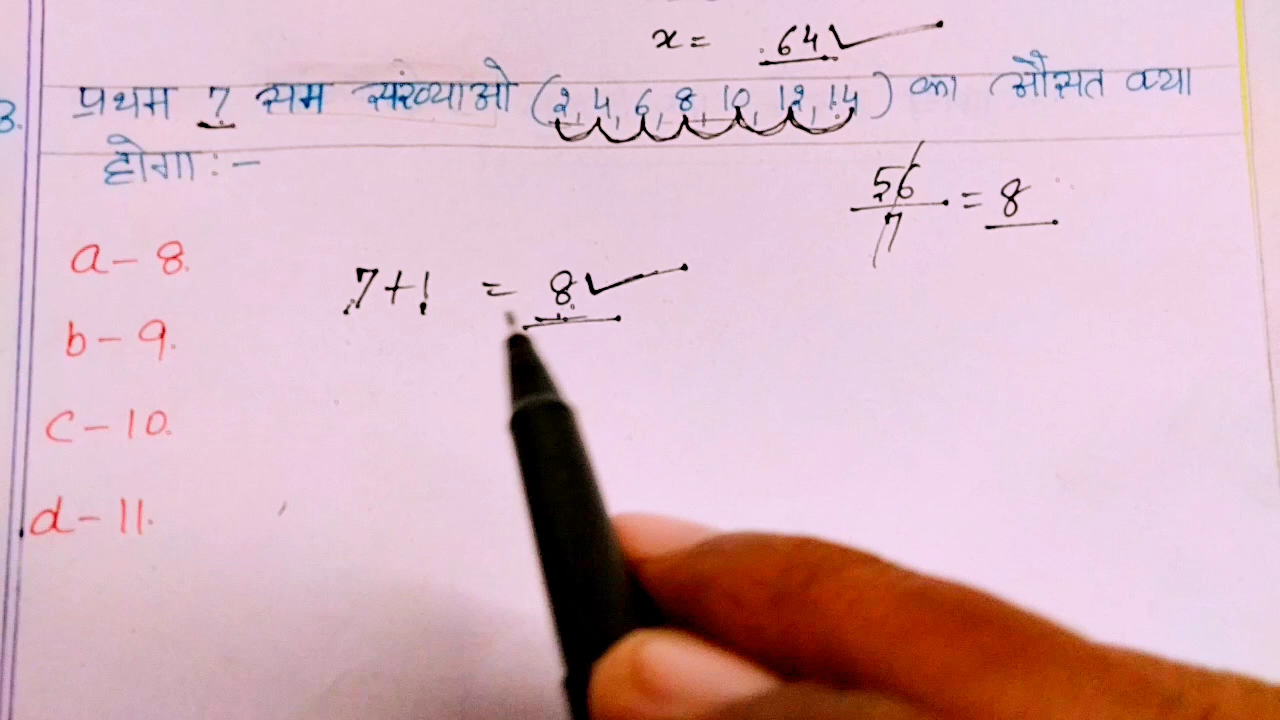 x = 64
3. प्रथम 7 सम संख्याओ (2, 4, 6, 8, 10, 12, 14) का औसत क्या
होगा :-
56/7 = 8
a - 8.
7+1 = 8
b - 9.
c - 10.
d - 11.